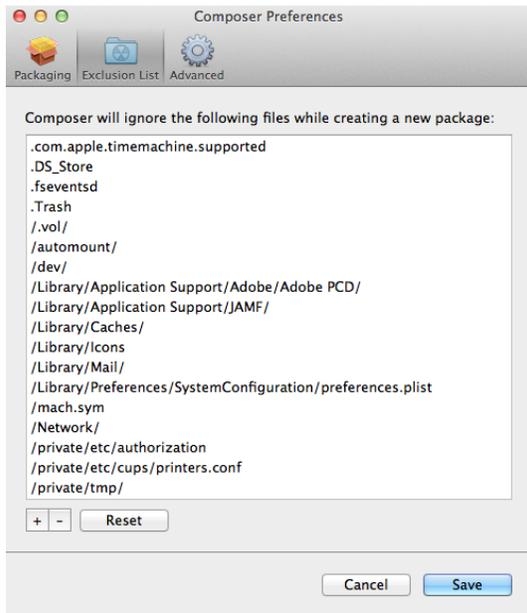 Composer Preferences
Packaging Exclusion List Advanced
Composer will ignore the following files while creating a new package:
.com.apple.timemachine.supported
.DS_Store
.fseventsd
.Trash
/.vol/
/automount/
/dev/
/Library/Application Support/Adobe/Adobe PCD/
/Library/Application Support/JAMF/
/Library/Caches/
/Library/Icons
/Library/Mail/
/Library/Preferences/SystemConfiguration/preferences.plist
/mach.sym
/Network/
/private/etc/authorization
/private/etc/cups/printers.conf
/private/tmp/
+ - Reset
Cancel Save